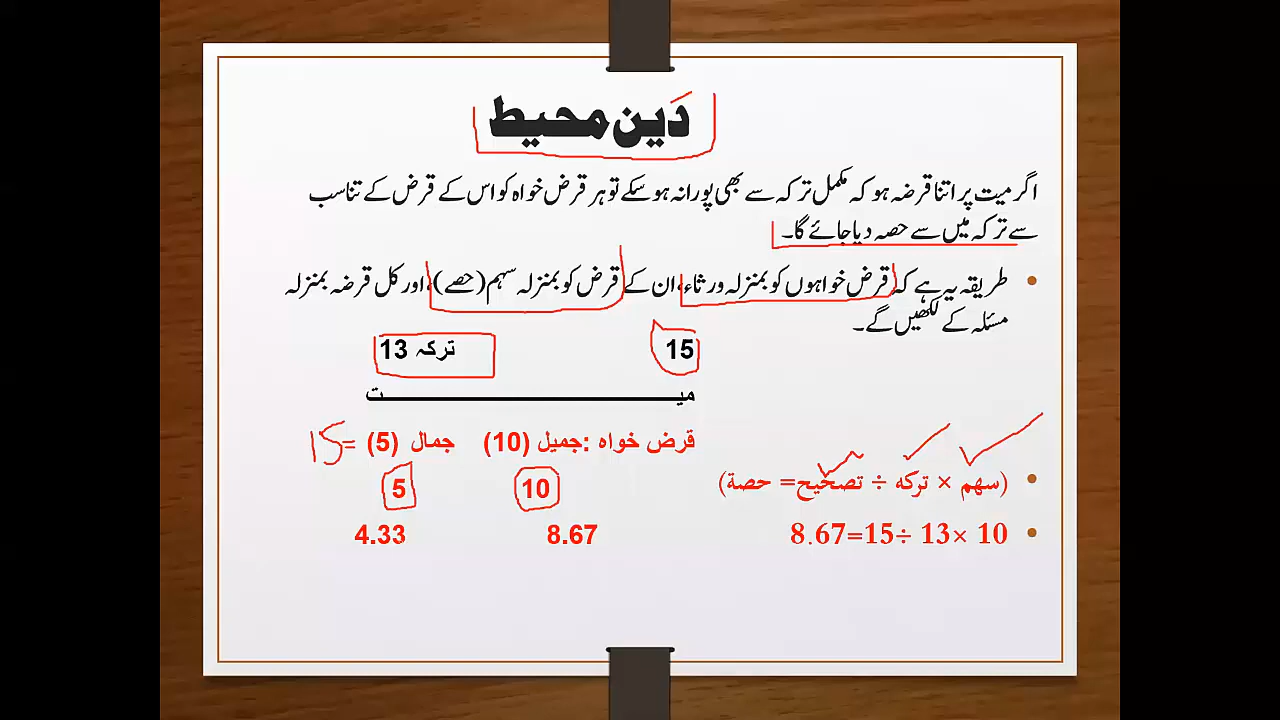 دَین محیط
اگر میت پر اتنا قرضہ ہو کہ مکمل ترکہ سے بھی پورا نہ ہو سکے تو ہر قرض خواہ کو اس کے قرض کے تناسب
سے ترکہ میں سے حصہ دیا جائے گا۔
• طریقہ یہ ہے کہ قرض خواہوں کو بمنزلہ ورثاء، ان کے قرض کو بمنزلہ سہم (حصے)، اور کل قرضہ بمنزلہ
مسئلہ کے لکھیں گے۔
15 ترکہ 13
میـــــــــــــــــــــــــــــــــت
قرض خواہ :جمیل (10) جمال (5) =15
10 5
8.67 4.33
• (سهم × تركه ÷ تصحيح= حصة)
• 10 ×13 ÷15=8.67